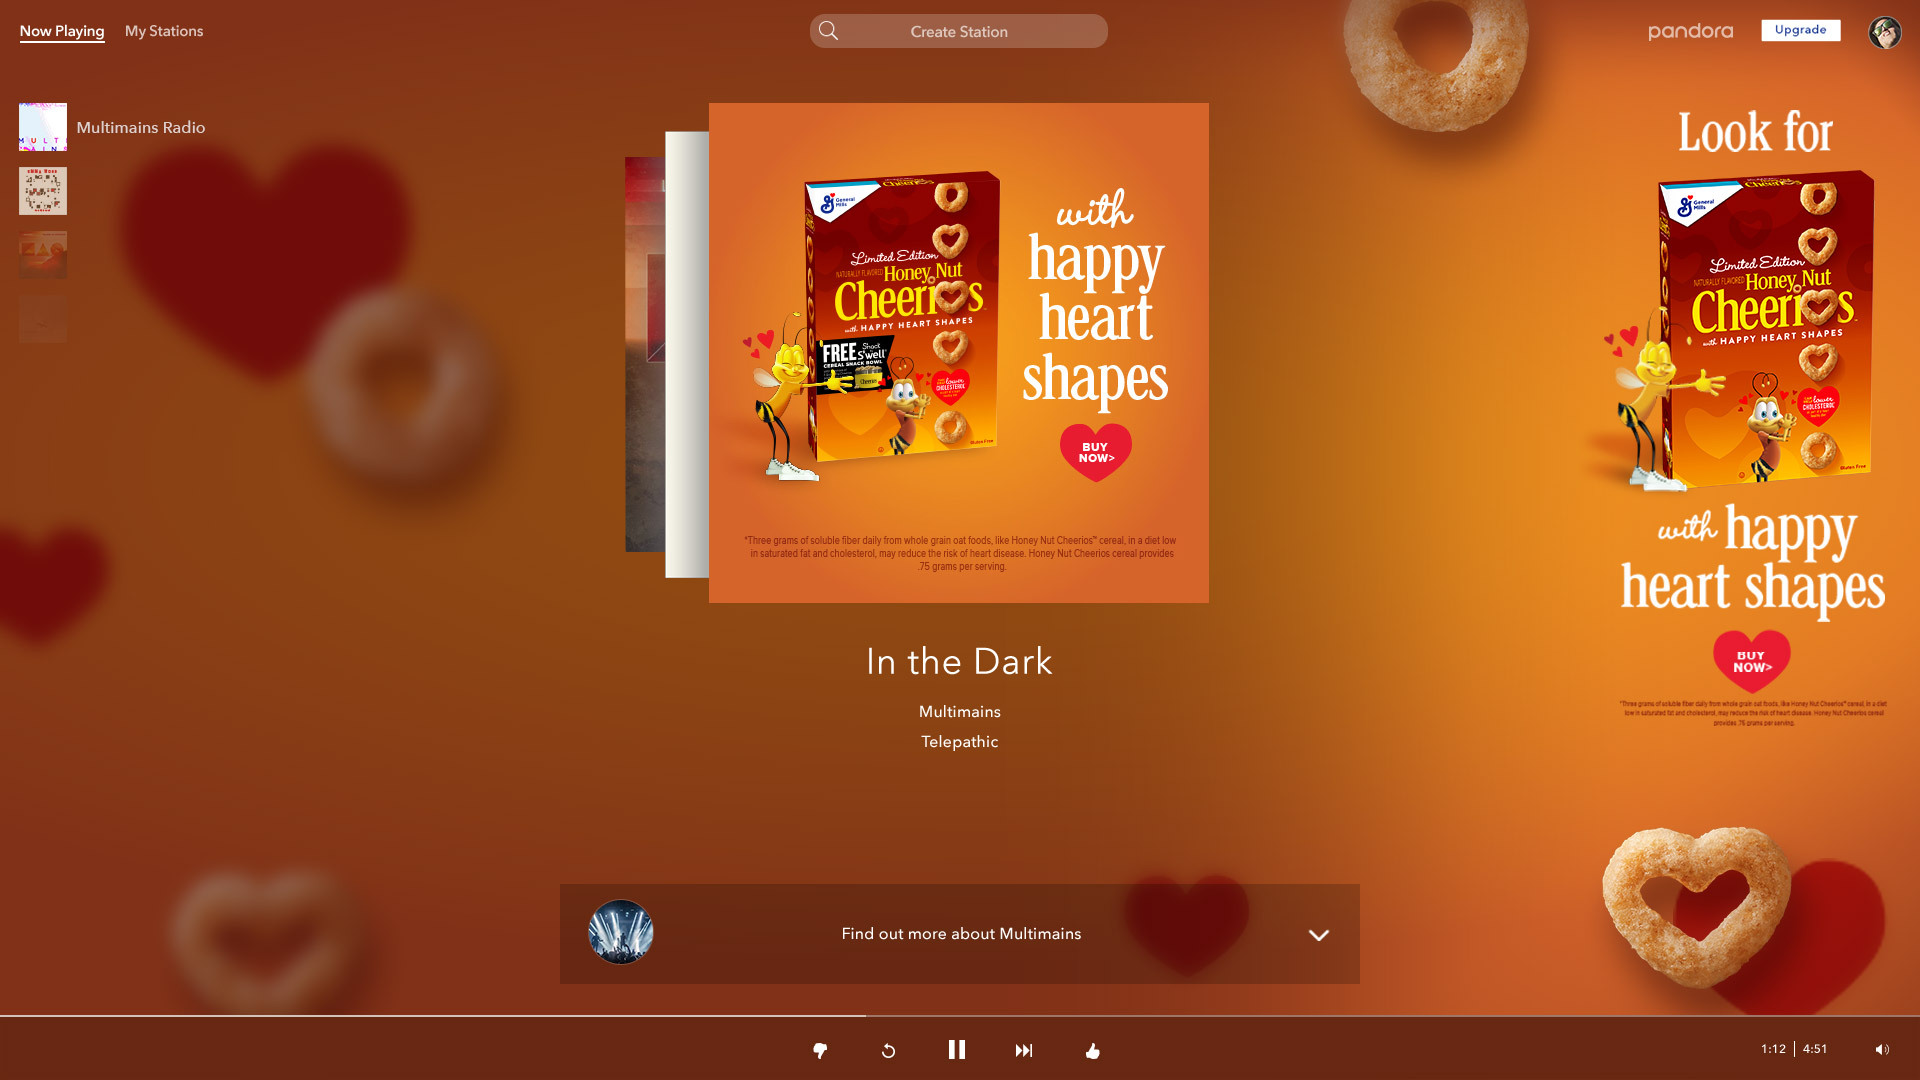 Now Playing
My Stations
Create Station
pandora
Upgrade
Multimains Radio
General
Mills
Limited Edition
NATURALLY FLAVORED Honey Nut
Cheerios
with HAPPY HEART SHAPES
FREE Shack
S'well
CEREAL SNACK BOWL
Cheerios
lower
CHOLESTEROL
Gluten Free
with
happy
heart
shapes
BUY
NOW>
*Three grams of soluble fiber daily from whole grain oat foods, like Honey Nut Cheerios™ cereal, in a diet low
in saturated fat and cholesterol, may reduce the risk of heart disease. Honey Nut Cheerios cereal provides
.75 grams per serving.
Look for
Cheerios
General
Mills
Limited Edition
NATURALLY FLAVORED Honey Nut
Cheerios
with HAPPY HEART SHAPES
lower
CHOLESTEROL
Gluten Free
with happy
heart shapes
BUY
NOW>
*Three grams of soluble fiber daily from whole grain oat foods, like Honey Nut Cheerios™ cereal, in a diet
low in saturated fat and cholesterol, may reduce the risk of heart disease. Honey Nut Cheerios cereal
provides .75 grams per serving.
In the Dark
Multimains
Telepathic
Find out more about Multimains
1:12 | 4:51